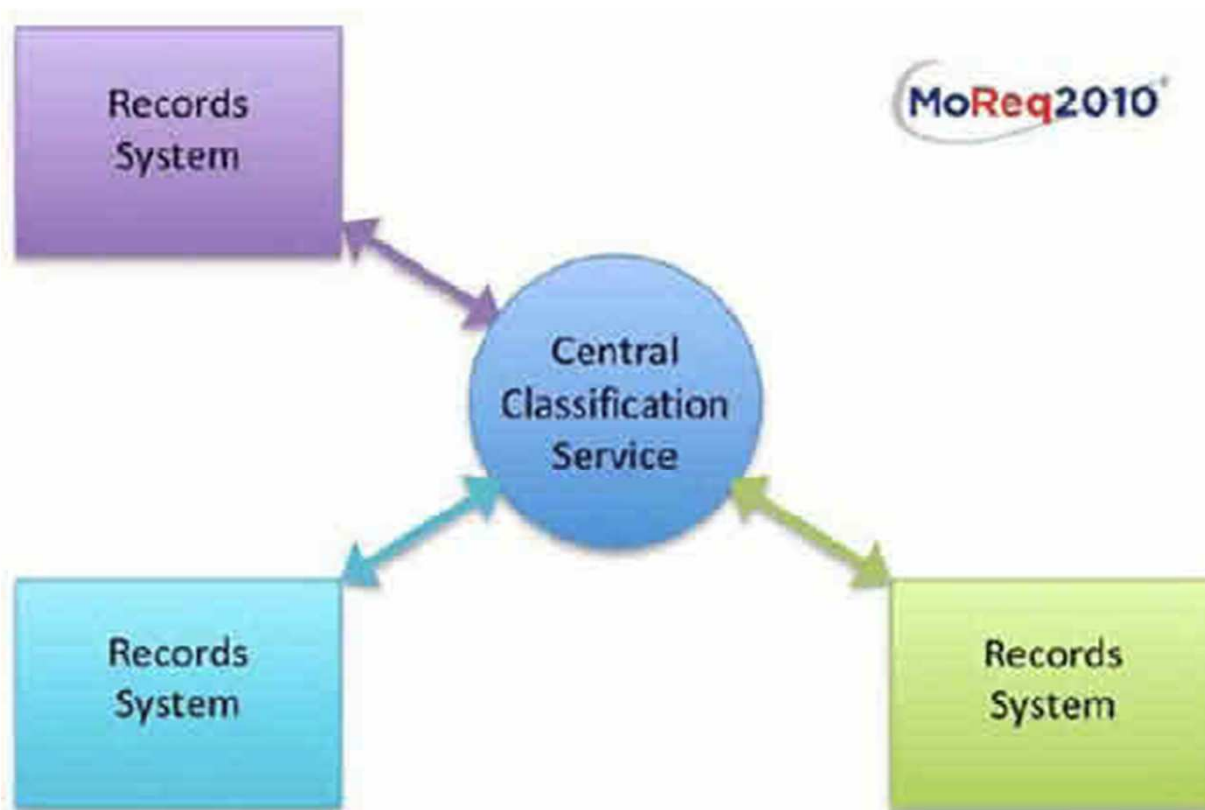 Records
System
MoReq2010®
Central
Classification
Service
Records
System
Records
System